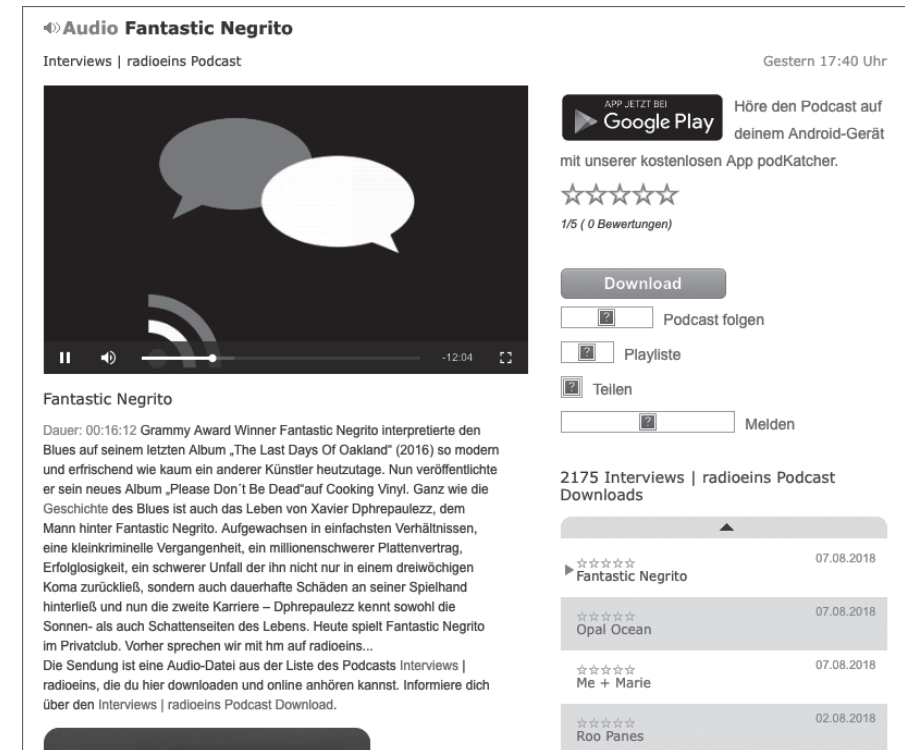 Audio Fantastic Negrito
Interviews | radioeins Podcast
Gestern 17:40 Uhr
-12:04
Fantastic Negrito
Dauer: 00:16:12 Grammy Award Winner Fantastic Negrito interpretierte den
Blues auf seinem letzten Album „The Last Days Of Oakland“ (2016) so modern
und erfrischend wie kaum ein anderer Künstler heutzutage. Nun veröffentlichte
er sein neues Album „Please Don´t Be Dead“auf Cooking Vinyl. Ganz wie die
Geschichte des Blues ist auch das Leben von Xavier Dphrepaulezz, dem
Mann hinter Fantastic Negrito. Aufgewachsen in einfachsten Verhältnissen,
eine kleinkriminelle Vergangenheit, ein millionenschwerer Plattenvertrag,
Erfolglosigkeit, ein schwerer Unfall der ihn nicht nur in einem dreiwöchigen
Koma zurückließ, sondern auch dauerhafte Schäden an seiner Spielhand
hinterließ und nun die zweite Karriere – Dphrepaulezz kennt sowohl die
Sonnen- als auch Schattenseiten des Lebens. Heute spielt Fantastic Negrito
im Privatclub. Vorher sprechen wir mit hm auf radioeins...
Die Sendung ist eine Audio-Datei aus der Liste des Podcasts Interviews |
radioeins, die du hier downloaden und online anhören kannst. Informiere dich
über den Interviews | radioeins Podcast Download.
APP JETZT BEI
Google Play
Höre den Podcast auf
deinem Android-Gerät
mit unserer kostenlosen App podKatcher.
1/5 ( 0 Bewertungen)
Download
? Podcast folgen
? Playliste
? Teilen
? Melden
2175 Interviews | radioeins Podcast
Downloads
07.08.2018
Fantastic Negrito
07.08.2018
Opal Ocean
07.08.2018
Me + Marie
02.08.2018
Roo Panes